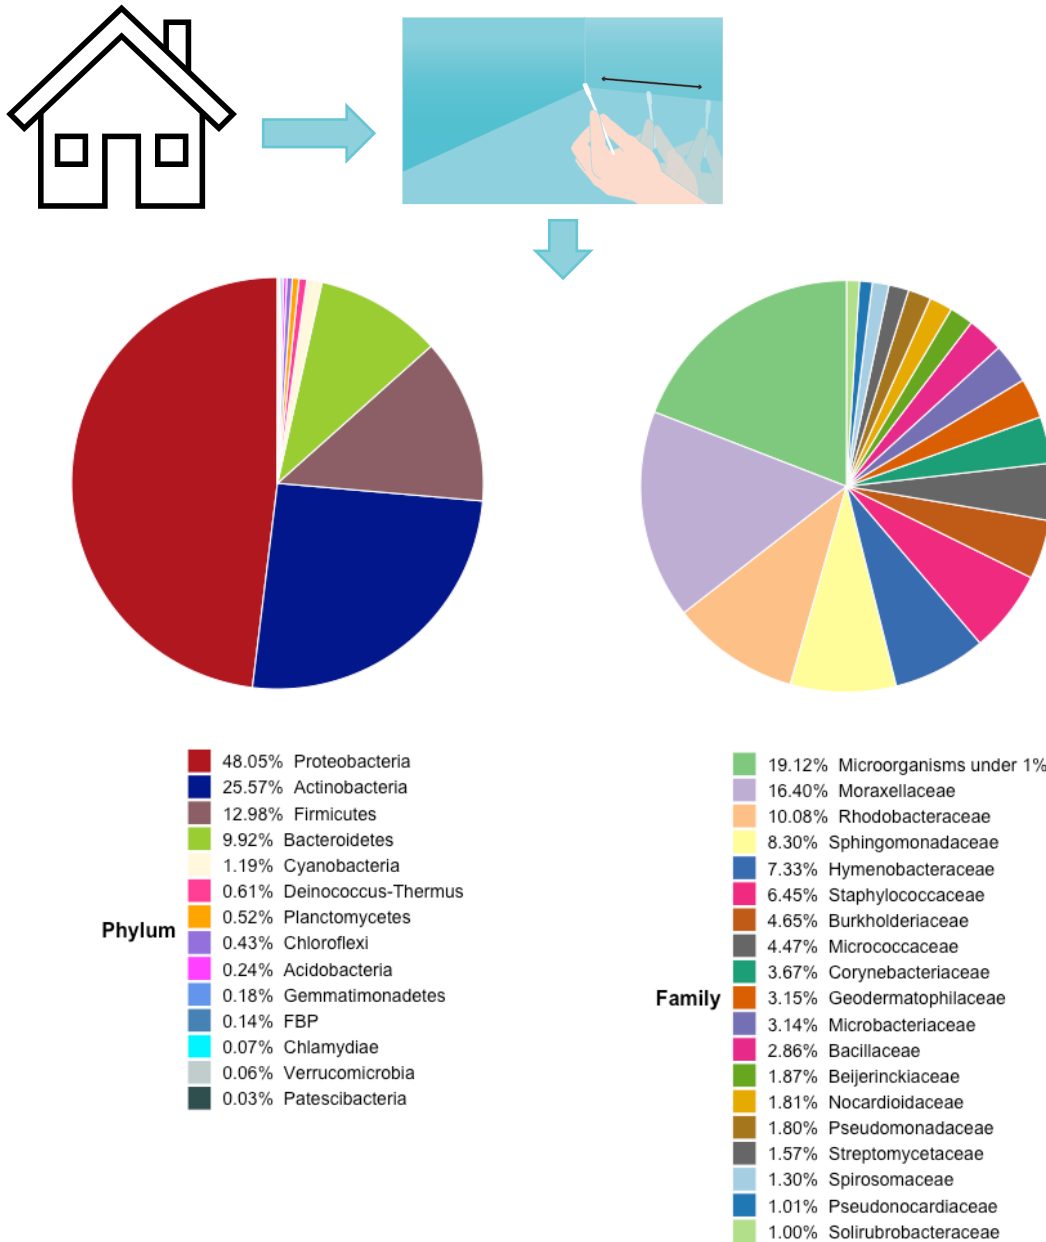 48.05% Proteobacteria
25.57% Actinobacteria
12.98% Firmicutes
9.92% Bacteroidetes
1.19% Cyanobacteria
0.61% Deinococcus-Thermus
0.52% Planctomycetes
Phylum
0.43% Chloroflexi
0.24% Acidobacteria
0.18% Gemmatimonadetes
0.14% FBP
0.07% Chlamydiae
0.06% Verrucomicrobia
0.03% Patescibacteria
19.12% Microorganisms under 1%
16.40% Moraxellaceae
10.08% Rhodobacteraceae
8.30% Sphingomonadaceae
7.33% Hymenobacteraceae
6.45% Staphylococcaceae
4.65% Burkholderiaceae
4.47% Micrococcaceae
3.67% Corynebacteriaceae
Family
3.15% Geodermatophilaceae
3.14% Microbacteriaceae
2.86% Bacillaceae
1.87% Beijerinckiaceae
1.81% Nocardioidaceae
1.80% Pseudomonadaceae
1.57% Streptomycetaceae
1.30% Spirosomaceae
1.01% Pseudonocardiaceae
1.00% Solirubrobacteraceae